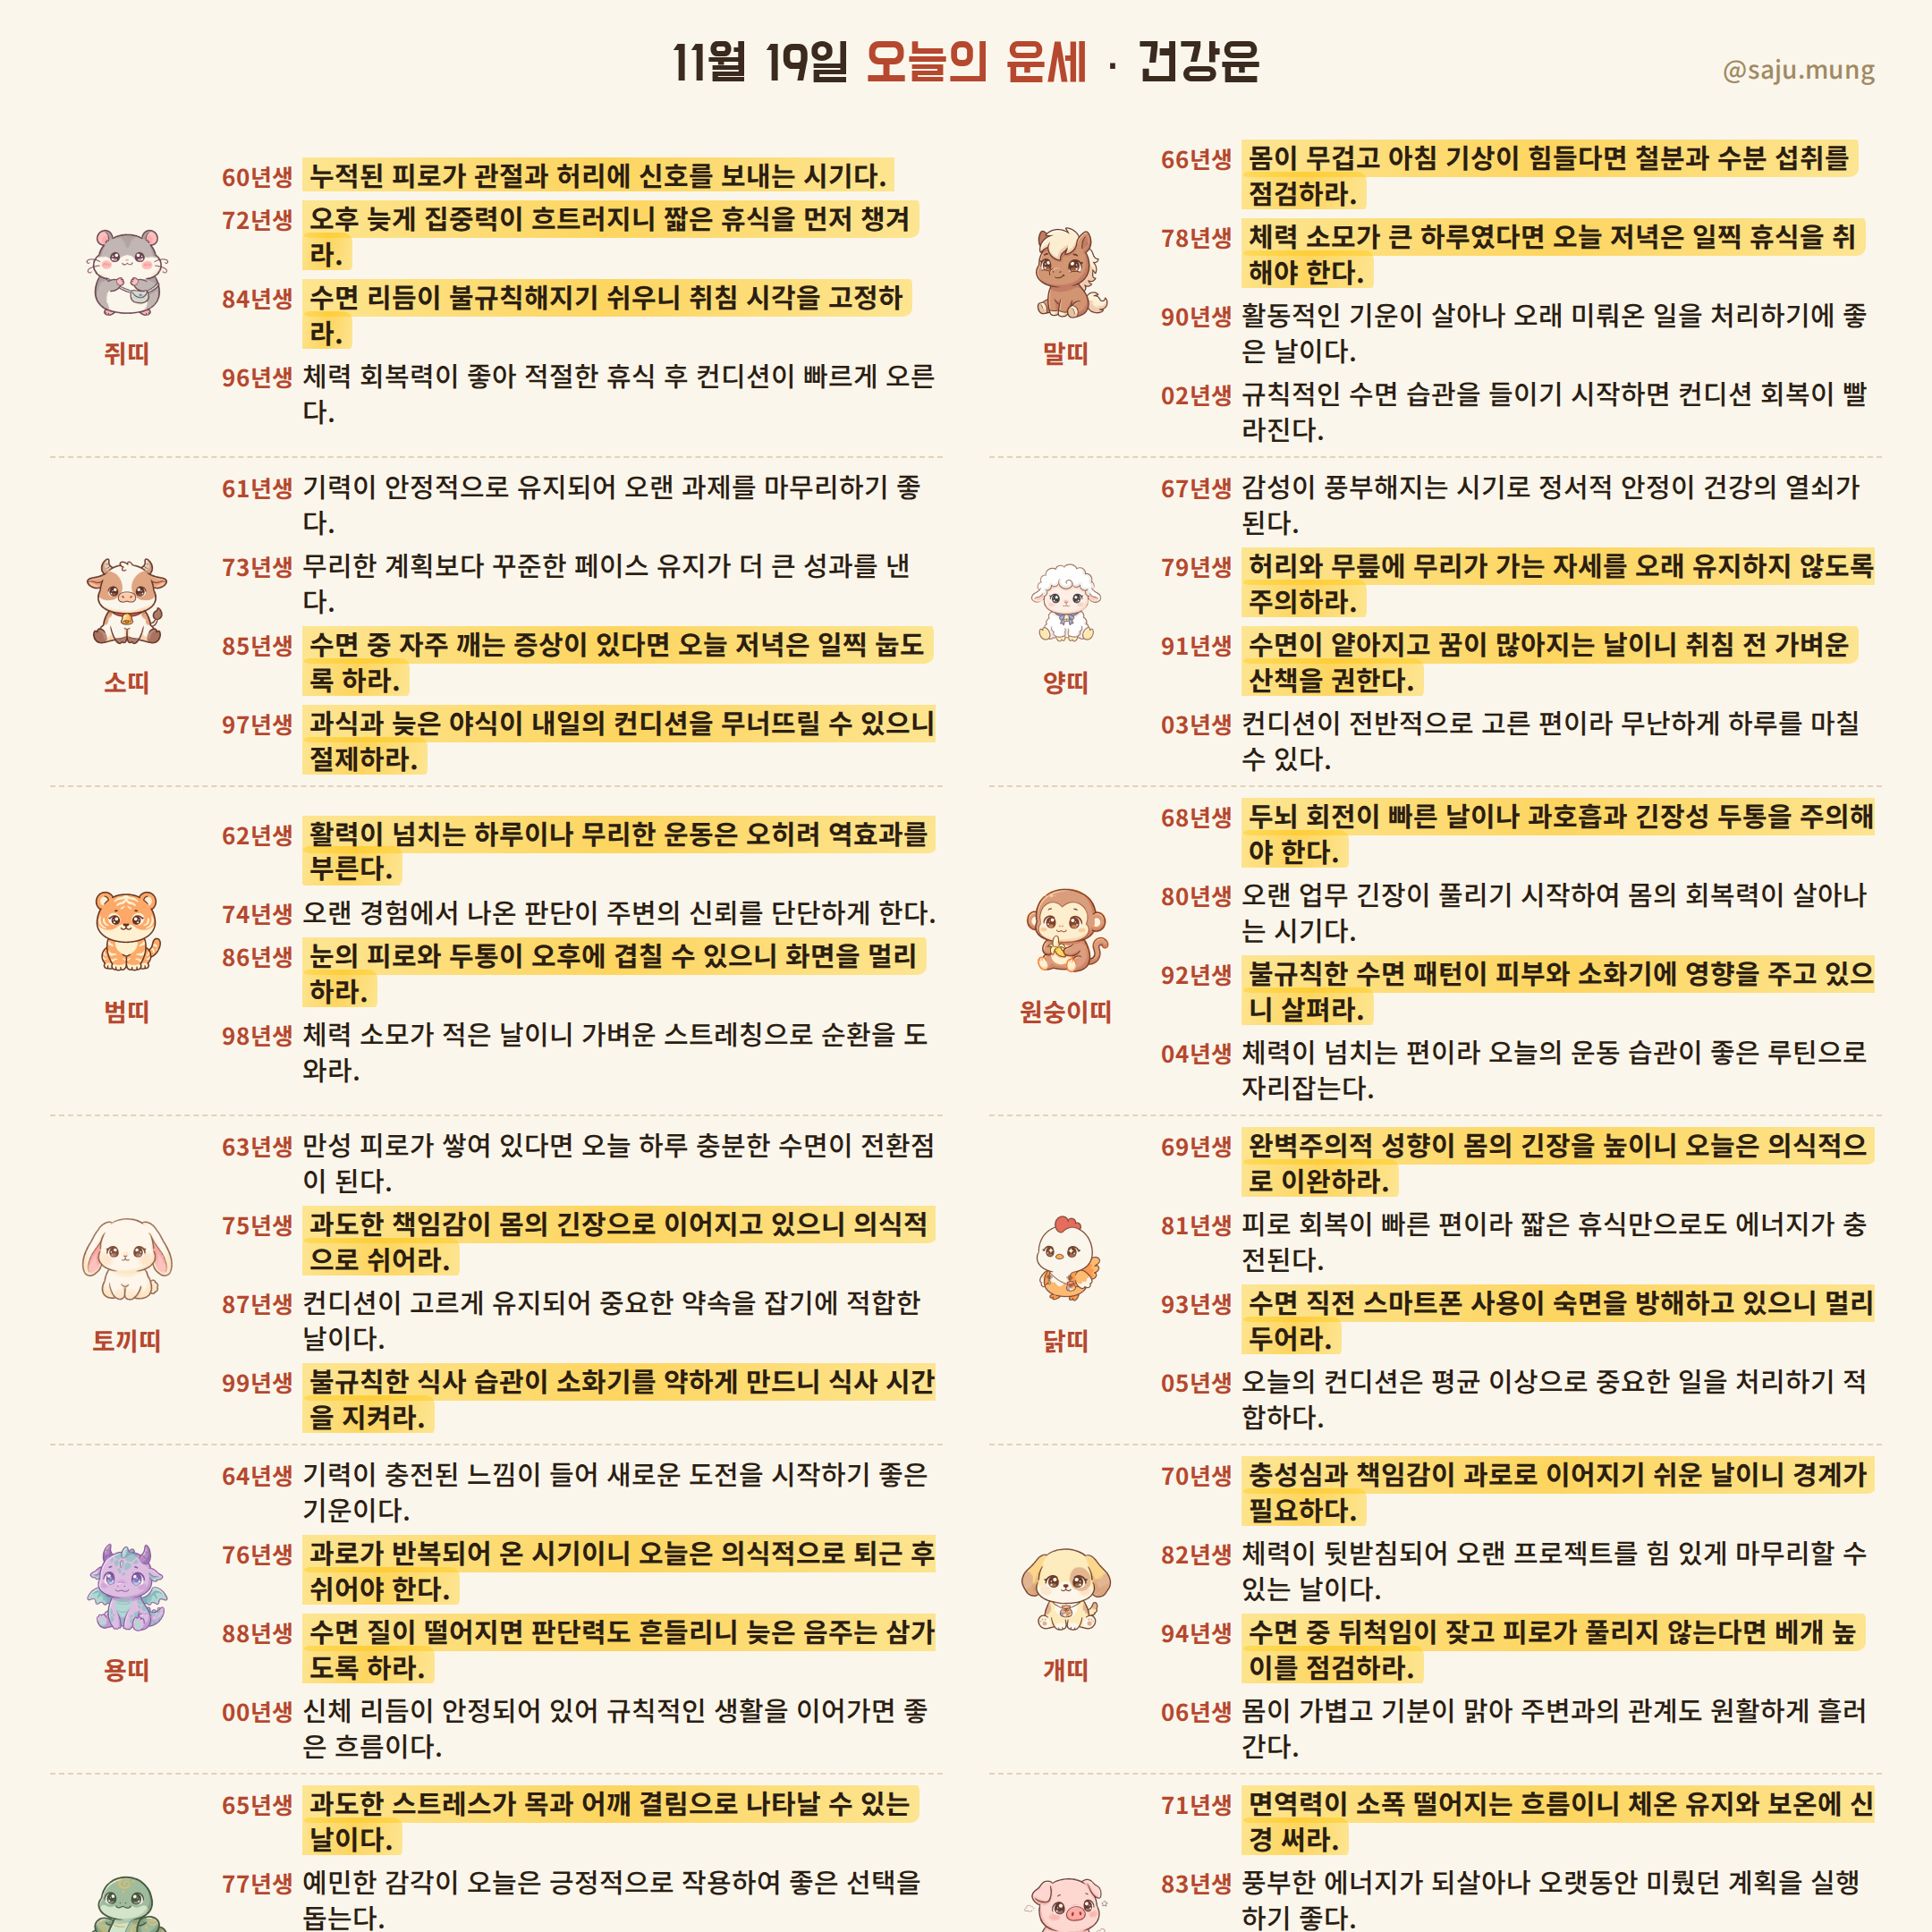 11월 19일 오늘의 운세 · 건강운
@saju.mung
쥐띠
60년생 누적된 피로가 관절과 허리에 신호를 보내는 시기다.
72년생 오후 늦게 집중력이 흐트러지니 짧은 휴식을 먼저 챙겨
라.
84년생 수면 리듬이 불규칙해지기 쉬우니 취침 시각을 고정하
라.
96년생 체력 회복력이 좋아 적절한 휴식 후 컨디션이 빠르게 오른
다.
소띠
61년생 기력이 안정적으로 유지되어 오랜 과제를 마무리하기 좋
다.
73년생 무리한 계획보다 꾸준한 페이스 유지가 더 큰 성과를 낸
다.
85년생 수면 중 자주 깨는 증상이 있다면 오늘 저녁은 일찍 눕도
록 하라.
97년생 과식과 늦은 야식이 내일의 컨디션을 무너뜨릴 수 있으니
절제하라.
범띠
62년생 활력이 넘치는 하루이나 무리한 운동은 오히려 역효과를
부른다.
74년생 오랜 경험에서 나온 판단이 주변의 신뢰를 단단하게 한다.
86년생 눈의 피로와 두통이 오후에 겹칠 수 있으니 화면을 멀리
하라.
98년생 체력 소모가 적은 날이니 가벼운 스트레칭으로 순환을 도
와라.
토끼띠
63년생 만성 피로가 쌓여 있다면 오늘 하루 충분한 수면이 전환점
이 된다.
75년생 과도한 책임감이 몸의 긴장으로 이어지고 있으니 의식적
으로 쉬어라.
87년생 컨디션이 고르게 유지되어 중요한 약속을 잡기에 적합한
날이다.
99년생 불규칙한 식사 습관이 소화기를 약하게 만드니 식사 시간
을 지켜라.
용띠
64년생 기력이 충전된 느낌이 들어 새로운 도전을 시작하기 좋은
기운이다.
76년생 과로가 반복되어 온 시기이니 오늘은 의식적으로 퇴근 후
쉬어야 한다.
88년생 수면 질이 떨어지면 판단력도 흔들리니 늦은 음주는 삼가
도록 하라.
00년생 신체 리듬이 안정되어 있어 규칙적인 생활을 이어가면 좋
은 흐름이다.
65년생 과도한 스트레스가 목과 어깨 결림으로 나타날 수 있는
날이다.
77년생 예민한 감각이 오늘은 긍정적으로 작용하여 좋은 선택을
돕는다.
말띠
66년생 몸이 무겁고 아침 기상이 힘들다면 철분과 수분 섭취를
점검하라.
78년생 체력 소모가 큰 하루였다면 오늘 저녁은 일찍 휴식을 취
해야 한다.
90년생 활동적인 기운이 살아나 오래 미뤄온 일을 처리하기에 좋
은 날이다.
02년생 규칙적인 수면 습관을 들이기 시작하면 컨디션 회복이 빨
라진다.
양띠
67년생 감성이 풍부해지는 시기로 정서적 안정이 건강의 열쇠가
된다.
79년생 허리와 무릎에 무리가 가는 자세를 오래 유지하지 않도록
주의하라.
91년생 수면이 얕아지고 꿈이 많아지는 날이니 취침 전 가벼운
산책을 권한다.
03년생 컨디션이 전반적으로 고른 편이라 무난하게 하루를 마칠
수 있다.
원숭이띠
68년생 두뇌 회전이 빠른 날이나 과호흡과 긴장성 두통을 주의해
야 한다.
80년생 오랜 업무 긴장이 풀리기 시작하여 몸의 회복력이 살아나
는 시기다.
92년생 불규칙한 수면 패턴이 피부와 소화기에 영향을 주고 있으
니 살펴라.
04년생 체력이 넘치는 편이라 오늘의 운동 습관이 좋은 루틴으로
자리잡는다.
닭띠
69년생 완벽주의적 성향이 몸의 긴장을 높이니 오늘은 의식적으
로 이완하라.
81년생 피로 회복이 빠른 편이라 짧은 휴식만으로도 에너지가 충
전된다.
93년생 수면 직전 스마트폰 사용이 숙면을 방해하고 있으니 멀리
두어라.
05년생 오늘의 컨디션은 평균 이상으로 중요한 일을 처리하기 적
합하다.
개띠
70년생 충성심과 책임감이 과로로 이어지기 쉬운 날이니 경계가
필요하다.
82년생 체력이 뒷받침되어 오랜 프로젝트를 힘 있게 마무리할 수
있는 날이다.
94년생 수면 중 뒤척임이 잦고 피로가 풀리지 않는다면 베개 높
이를 점검하라.
06년생 몸이 가볍고 기분이 맑아 주변과의 관계도 원활하게 흘러
간다.
71년생 면역력이 소폭 떨어지는 흐름이니 체온 유지와 보온에 신
경 써라.
83년생 풍부한 에너지가 되살아나 오랫동안 미뤘던 계획을 실행
하기 좋다.